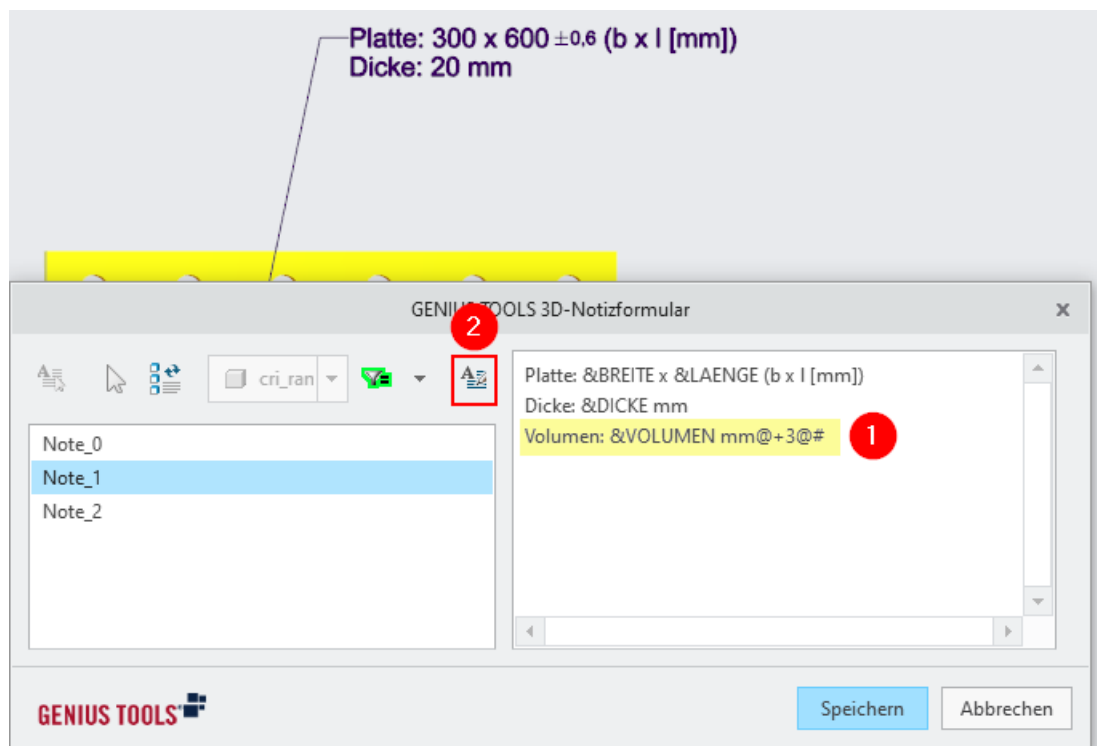 Platte: 300 x 600 ±0,6 (b x l [mm])
Dicke: 20 mm
GENIUS TOOLS 3D-Notizformular
x
2
cri_ran
Platte: &BREITE x &LAENGE (b x l [mm])
Dicke: &DICKE mm
Volumen: &VOLUMEN mm@+3@#
1
Note_0
Note_1
Note_2
GENIUS TOOLS
Speichern
Abbrechen